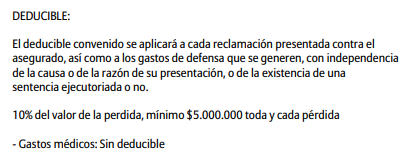 DEDUCIBLE:
El deducible convenido se aplicará a cada reclamación presentada contra el
asegurado, así como a los gastos de defensa que se generen, con independencia
de la causa o de la razón de su presentación, o de la existencia de una
sentencia ejecutoriada o no.
10% del valor de la perdida, mínimo $5.000.000 toda y cada pérdida
- Gastos médicos: Sin deducible